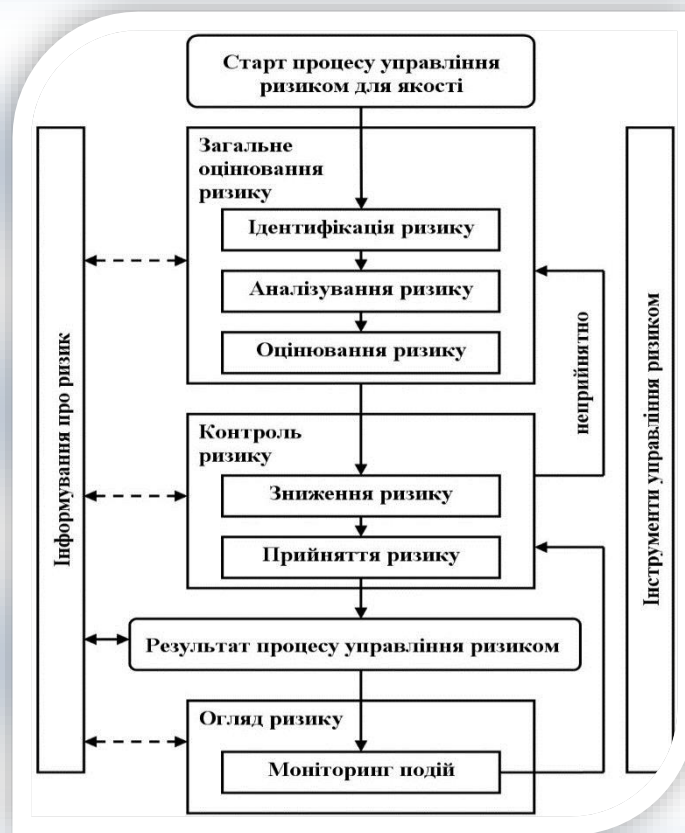 Старт процесу управління
ризиком для якості
Загальне
оцінювання
ризику
Ідентифікація ризику
Аналізування ризику
Оцінювання ризику
Контроль
ризику
Зниження ризику
Прийняття ризику
Результат процесу управління ризиком
Огляд ризику
Моніторинг подій
Інформування про ризик
неприйнятно
Інструменти управління ризиком